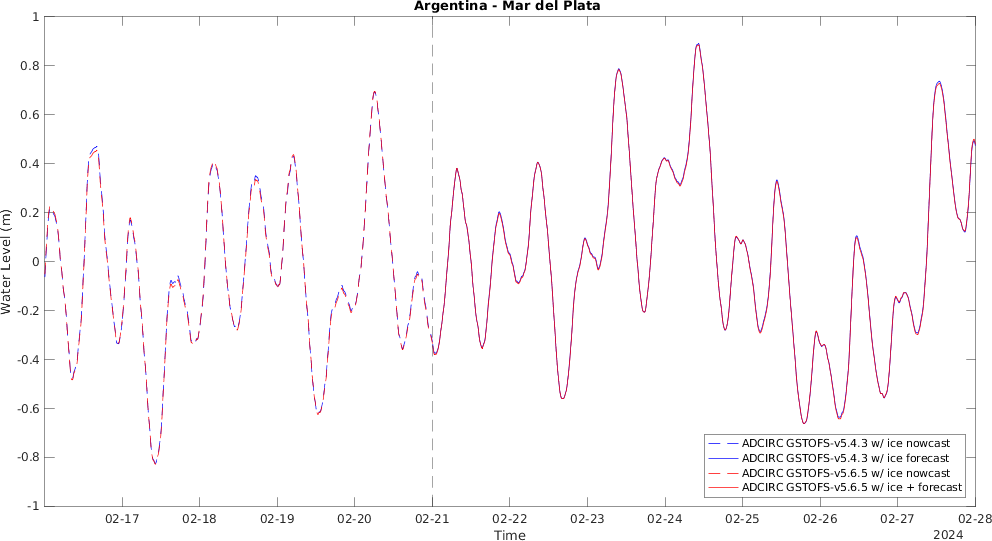 Argentina - Mar del Plata
1
0.8
0.6
0.4
0.2
0
-0.2
-0.4
-0.6
-0.8
-1
Water Level (m)
02-17 02-18 02-19 02-20 02-21 02-22 02-23 02-24 02-25 02-26 02-27 02-28
Time
2024
ADCIRC GSTOFS-v5.4.3 w/ ice nowcast
ADCIRC GSTOFS-v5.4.3 w/ ice forecast
ADCIRC GSTOFS-v5.6.5 w/ ice nowcast
ADCIRC GSTOFS-v5.6.5 w/ ice + forecast